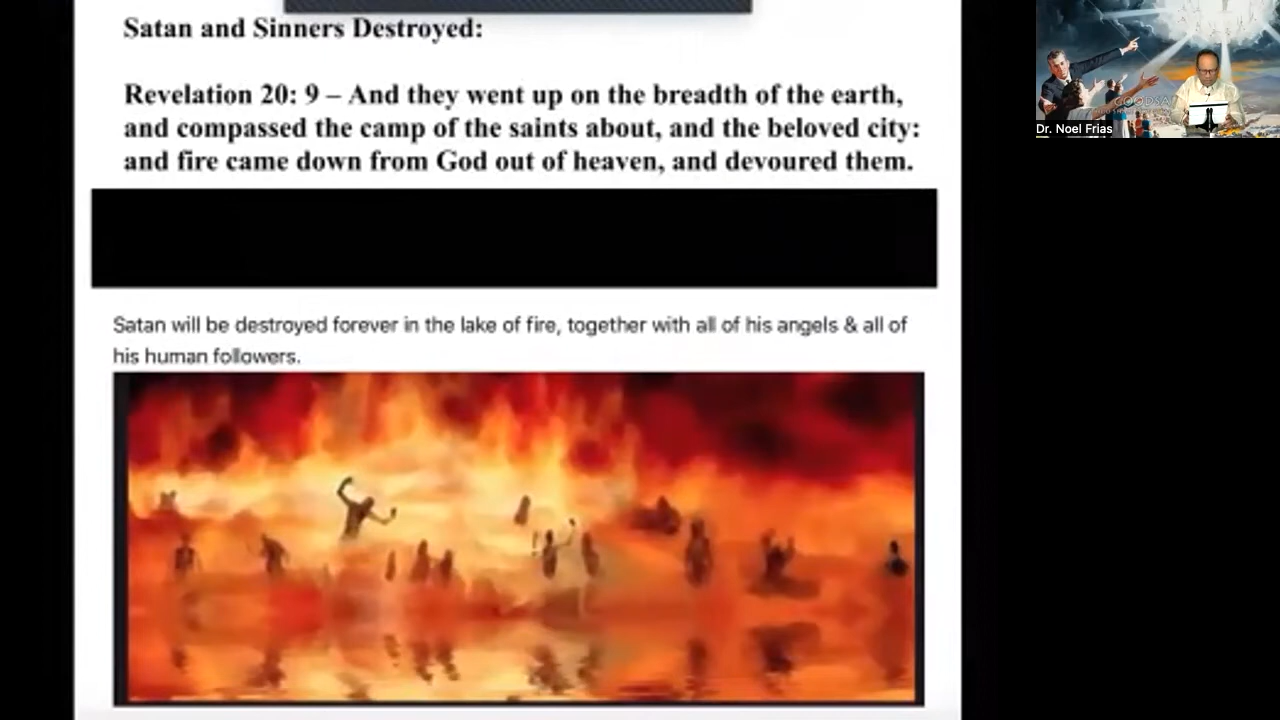 Satan and Sinners Destroyed:
Revelation 20: 9 – And they went up on the breadth of the earth,
and compassed the camp of the saints about, and the beloved city:
and fire came down from God out of heaven, and devoured them.
Satan will be destroyed forever in the lake of fire, together with all of his angels & all of
his human followers.
Dr. Noel Frias